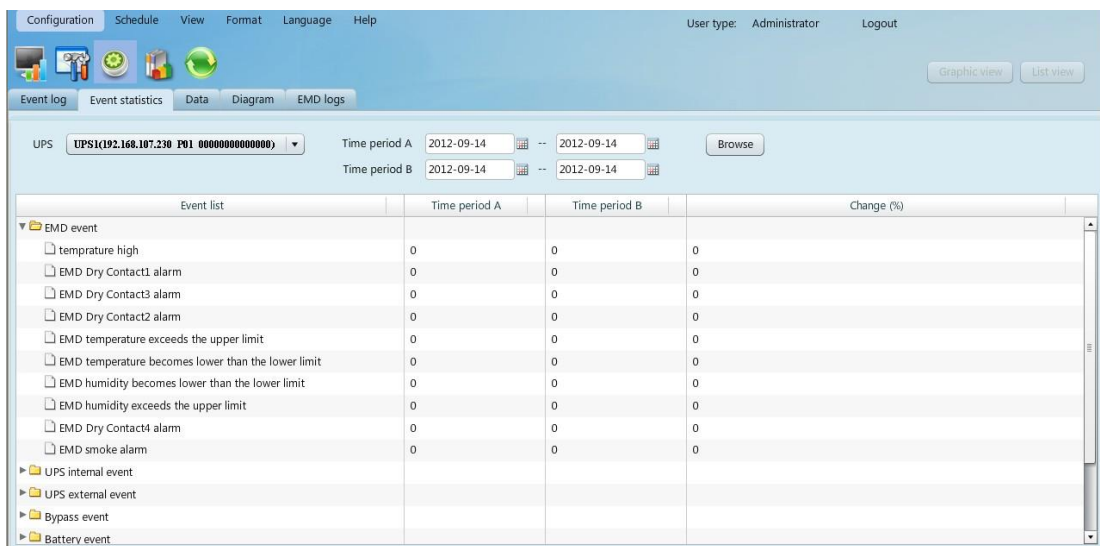 Configuration Schedule View Format Language Help User type: Administrator Logout
Graphic view List view
Event log Event statistics Data Diagram EMD logs
UPS UPS1(192.168.107.230 P01 00000000000000) Time period A 2012-09-14 -- 2012-09-14 Browse
Time period B 2012-09-14 -- 2012-09-14
Event list Time period A Time period B Change (%)
EMD event
temprature high 0 0 0
EMD Dry Contact1 alarm 0 0 0
EMD Dry Contact3 alarm 0 0 0
EMD Dry Contact2 alarm 0 0 0
EMD temperature exceeds the upper limit 0 0 0
EMD temperature becomes lower than the lower limit 0 0 0
EMD humidity becomes lower than the lower limit 0 0 0
EMD humidity exceeds the upper limit 0 0 0
EMD Dry Contact4 alarm 0 0 0
EMD smoke alarm 0 0 0
UPS internal event
UPS external event
Bypass event
Battery event